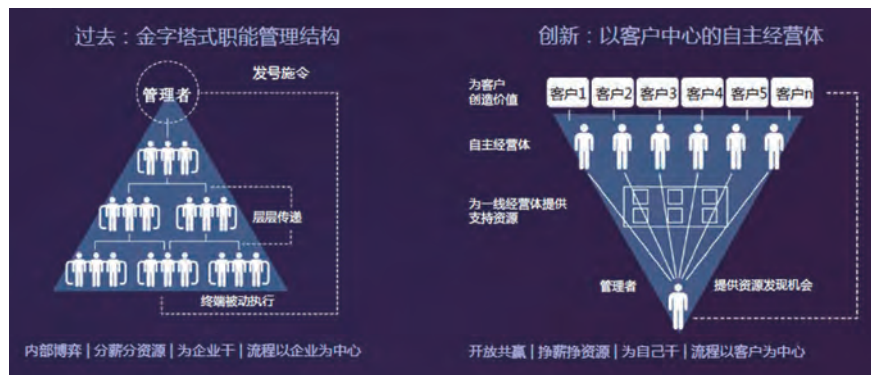 过去：金字塔式职能管理结构
发号施令
管理者
层层传递
终端被动执行
内部博弈 | 分薪分资源 | 为企业干 | 流程以企业为中心
创新：以客户中心的自主经营体
为客户
创造价值
客户1 客户2 客户3 客户4 客户5 客户n
自主经营体
为一线经营体提供
支持资源
管理者
提供资源发现机会
开放共赢 | 挣薪挣资源 | 为自己干 | 流程以客户为中心